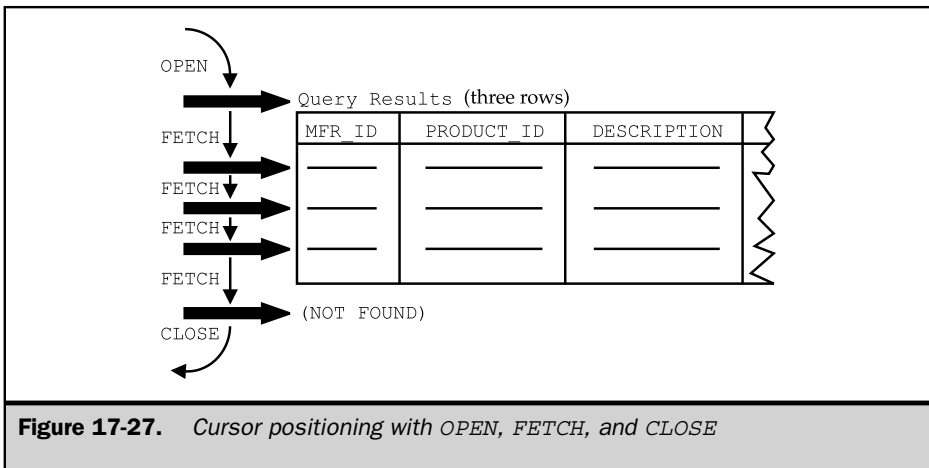 OPEN
Query Results (three rows)
FETCH
MFR_ID PRODUCT_ID DESCRIPTION
FETCH
FETCH
FETCH
(NOT FOUND)
CLOSE
Figure 17-27. Cursor positioning with OPEN, FETCH, and CLOSE